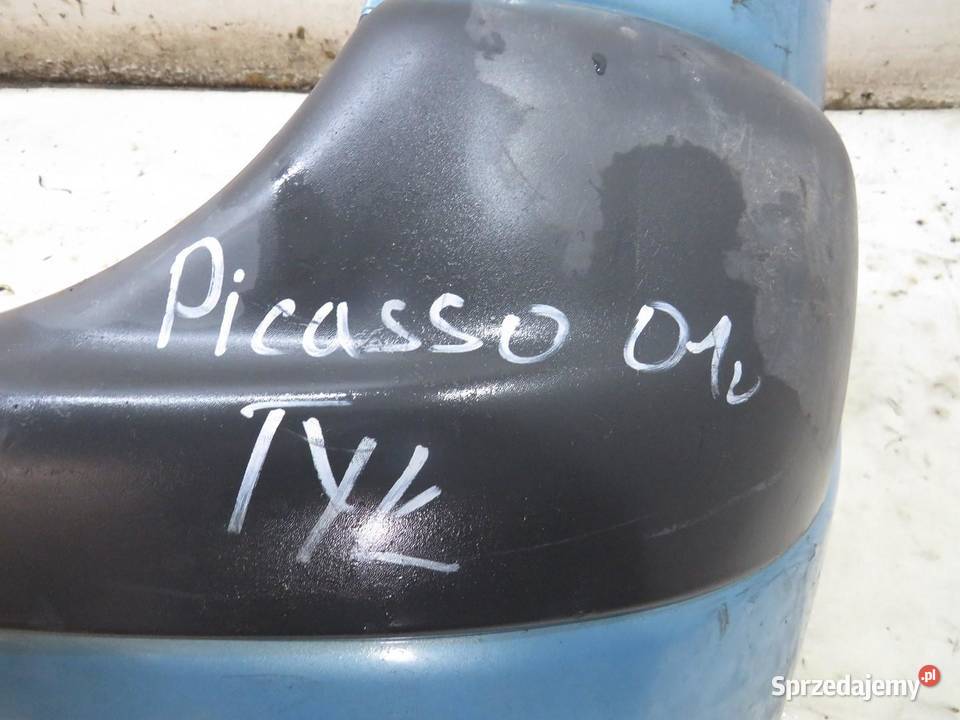 Picasso 01r
TYŁ
Sprzedajemy.pl